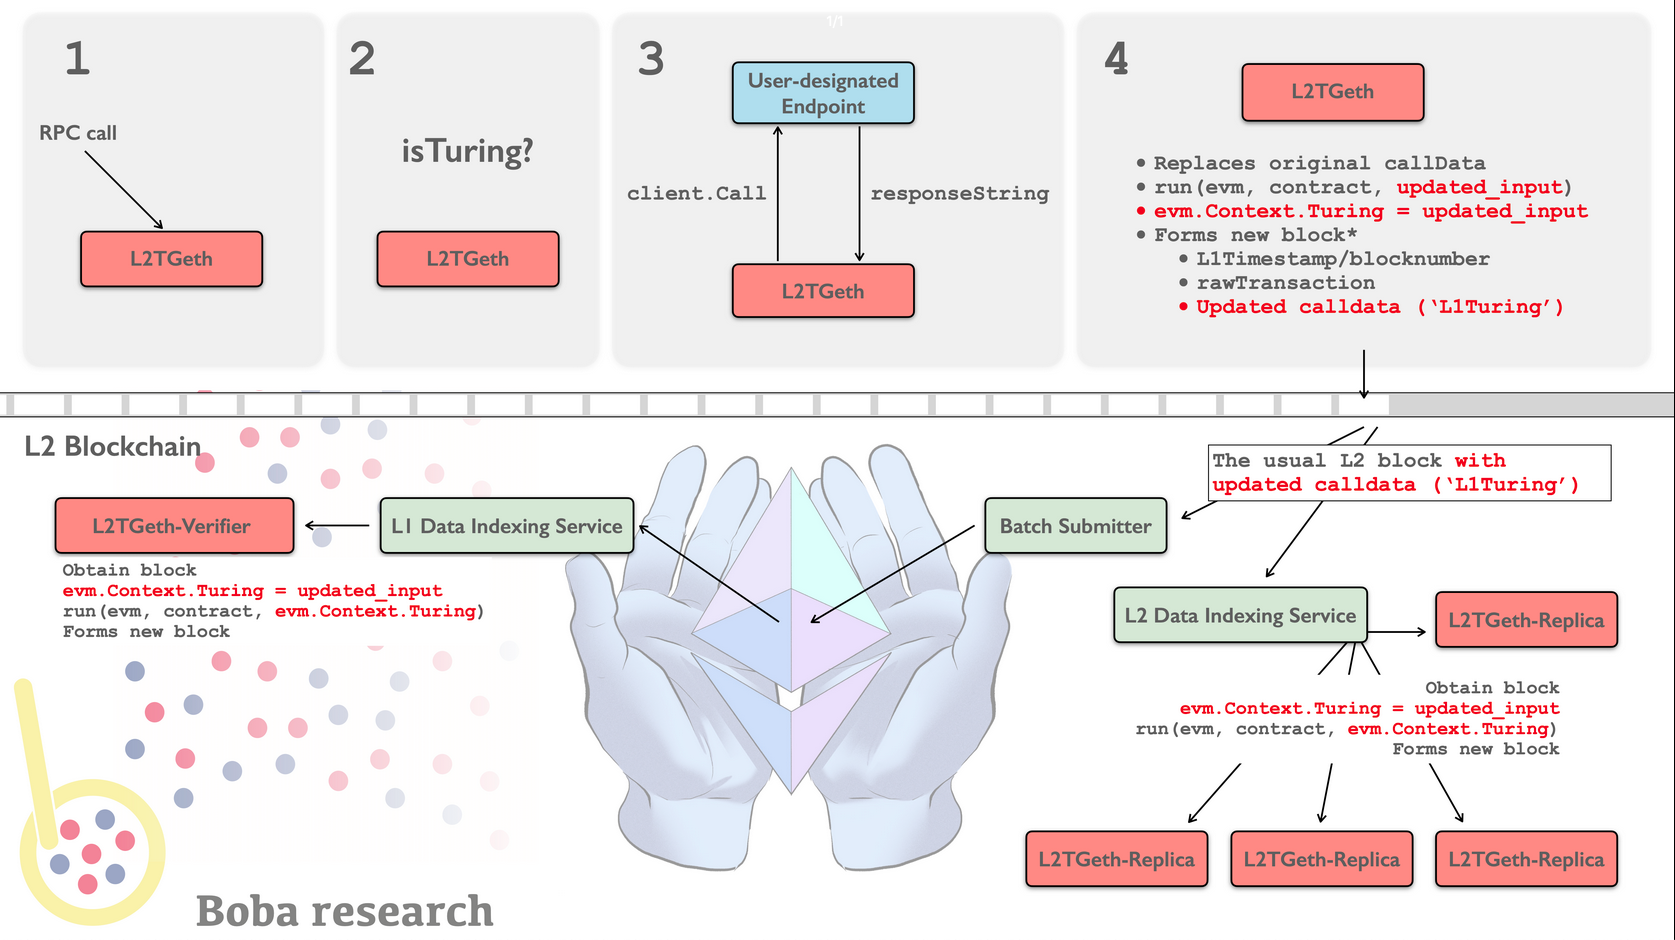 1/1
1
RPC call
L2TGeth
2
isTuring?
L2TGeth
3
User-designated
Endpoint
client.Call
responseString
L2TGeth
4
L2TGeth
• Replaces original callData
• run(evm, contract, updated_input)
• evm.Context.Turing = updated_input
• Forms new block*
• L1Timestamp/blocknumber
• rawTransaction
• Updated calldata (‘L1Turing’)
L2 Blockchain
The usual L2 block with
updated calldata (‘L1Turing’)
L2TGeth-Verifier
L1 Data Indexing Service
Batch Submitter
Obtain block
evm.Context.Turing = updated_input
run(evm, contract, evm.Context.Turing)
Forms new block
L2 Data Indexing Service
L2TGeth-Replica
Obtain block
evm.Context.Turing = updated_input
run(evm, contract, evm.Context.Turing)
Forms new block
L2TGeth-Replica
L2TGeth-Replica
L2TGeth-Replica
Boba research